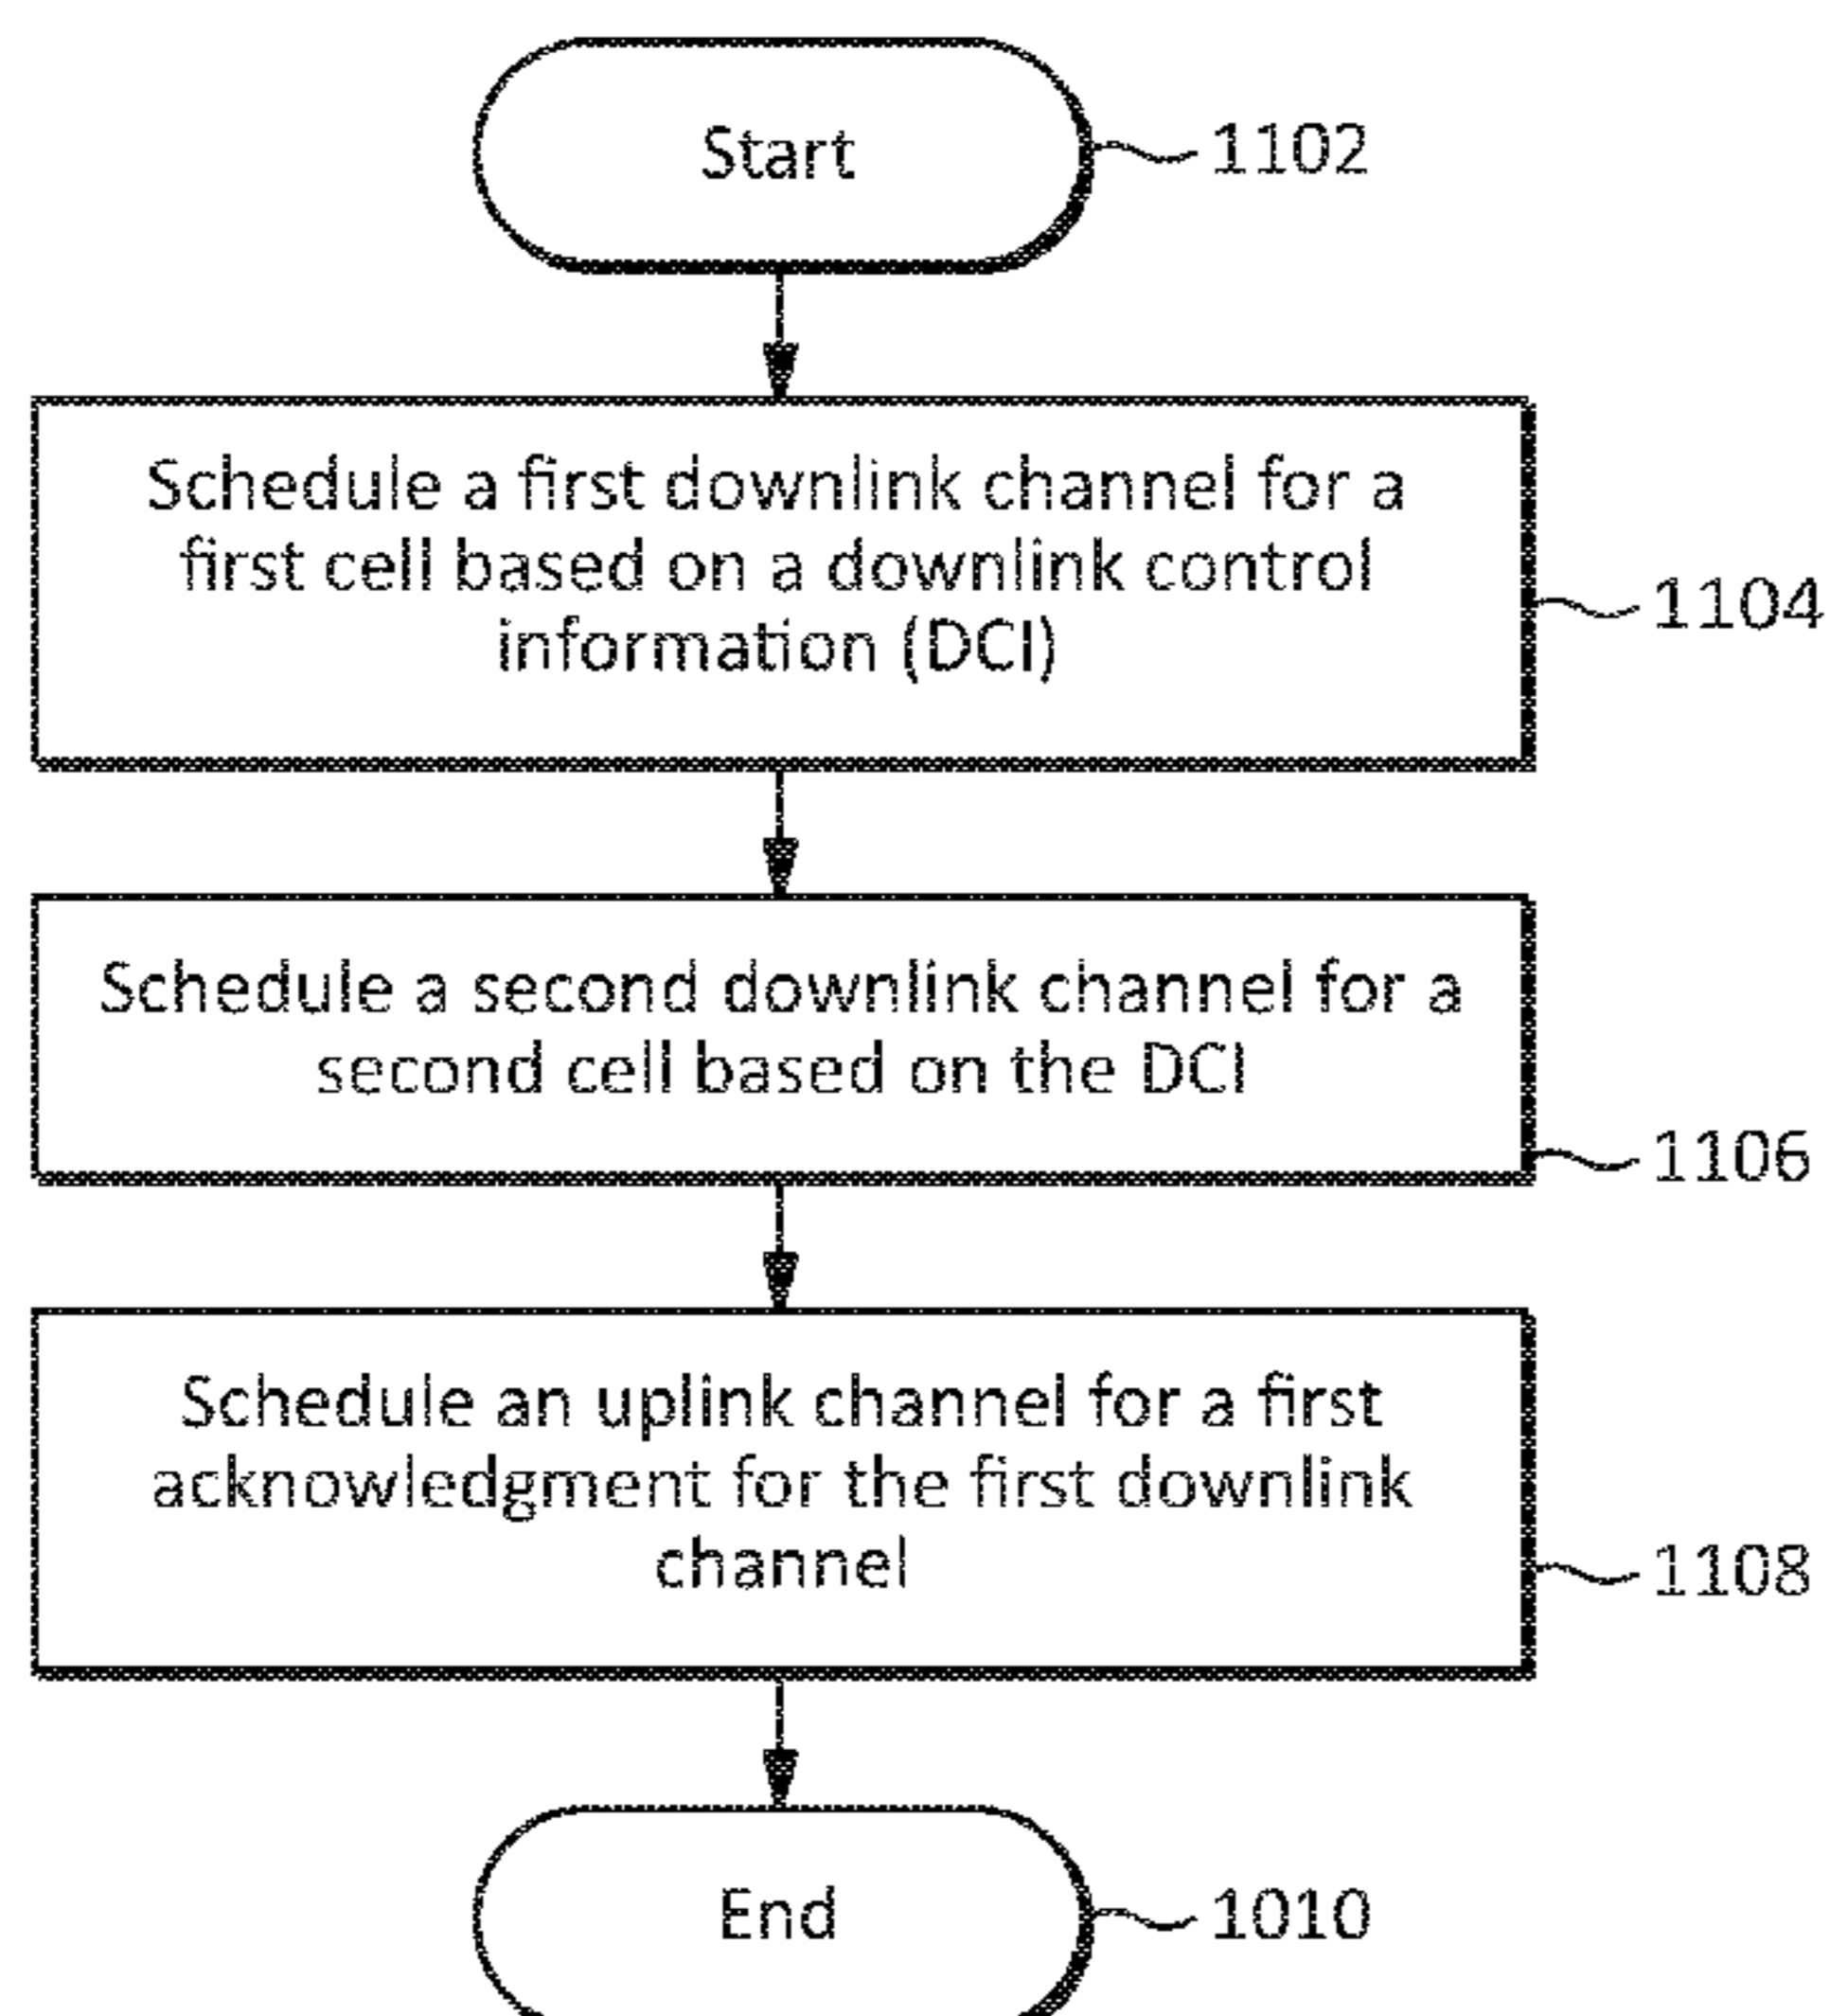 Start
1102
Schedule a first downlink channel for a
first cell based on a downlink control
information (DCI)
1104
Schedule a second downlink channel for a
second cell based on the DCI
1106
Schedule an uplink channel for a first
acknowledgment for the first downlink
channel
1108
End
1010